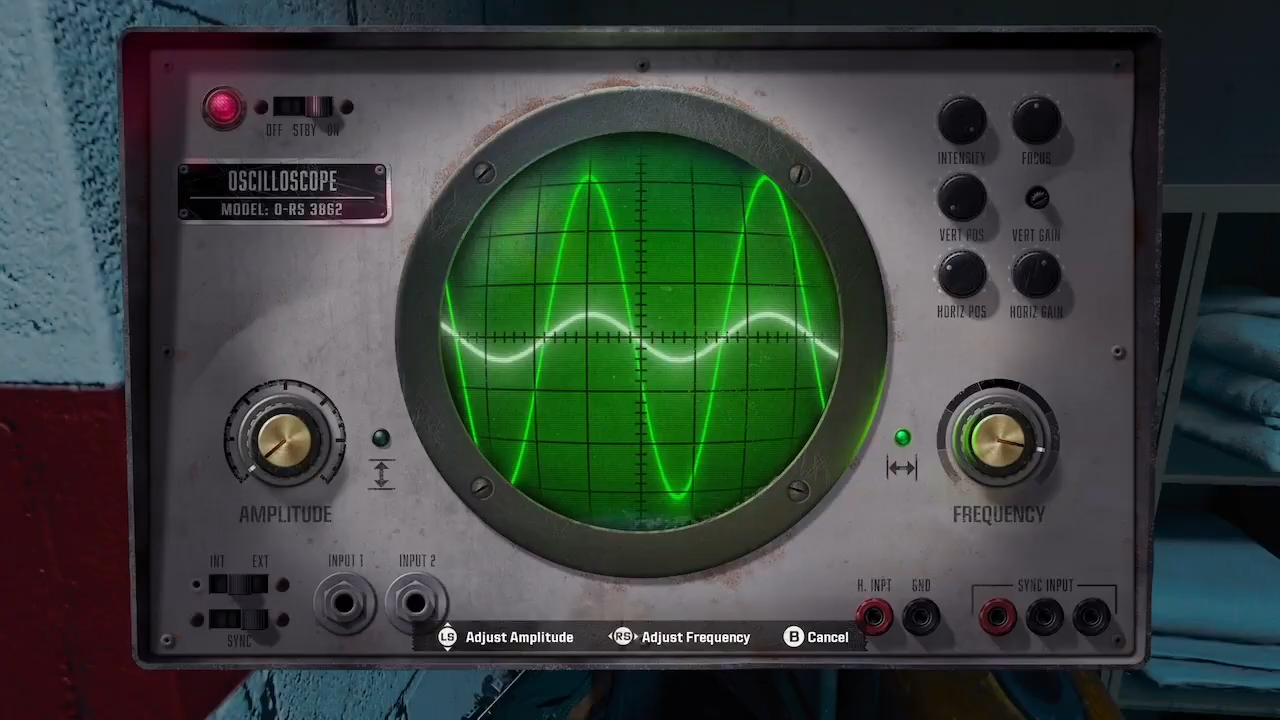 OFF STBY ON
OSCILLOSCOPE
MODEL: O-RS 3862
INTENSITY FOCUS
VERT POS VERT GAIN
HORIZ POS HORIZ GAIN
AMPLITUDE
FREQUENCY
INT EXT
SYNC
INPUT 1 INPUT 2
H. INPT GND
SYNC INPUT
LS Adjust Amplitude RS Adjust Frequency B Cancel